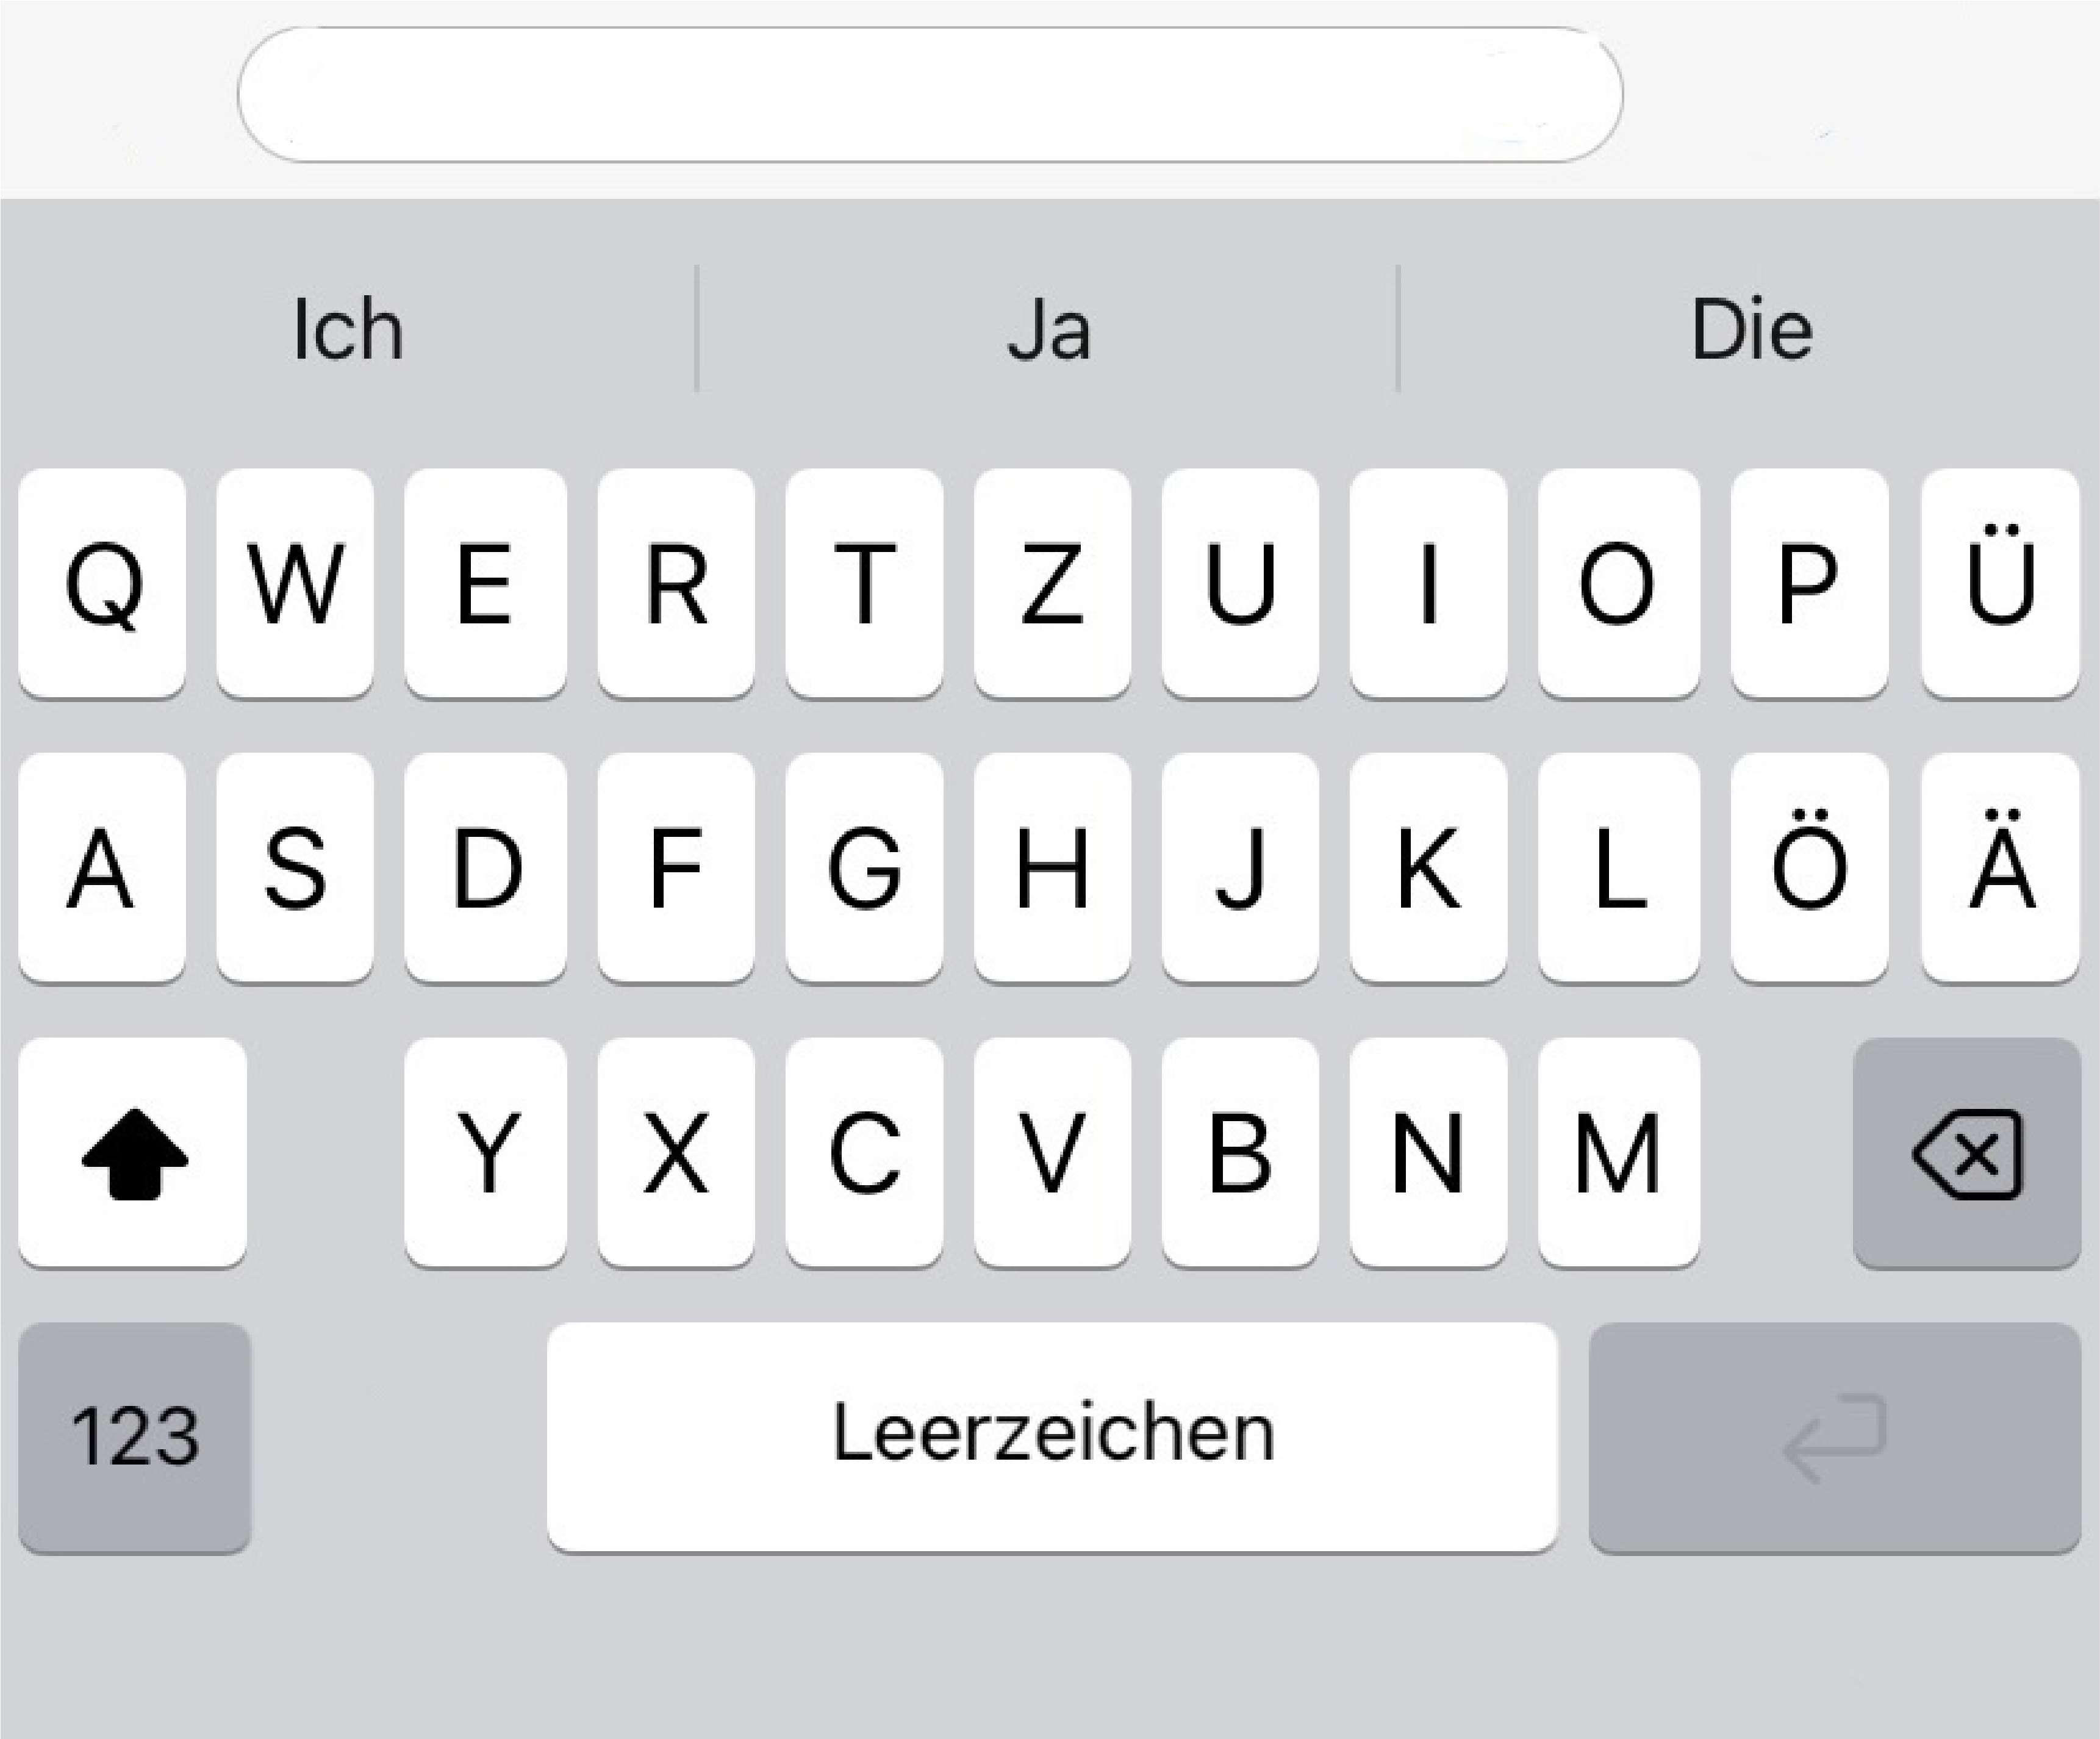 Ich Ja Die
Q W E R T Z U I O P Ü
A S D F G H J K L Ö Ä
Y X C V B N M
123 Leerzeichen